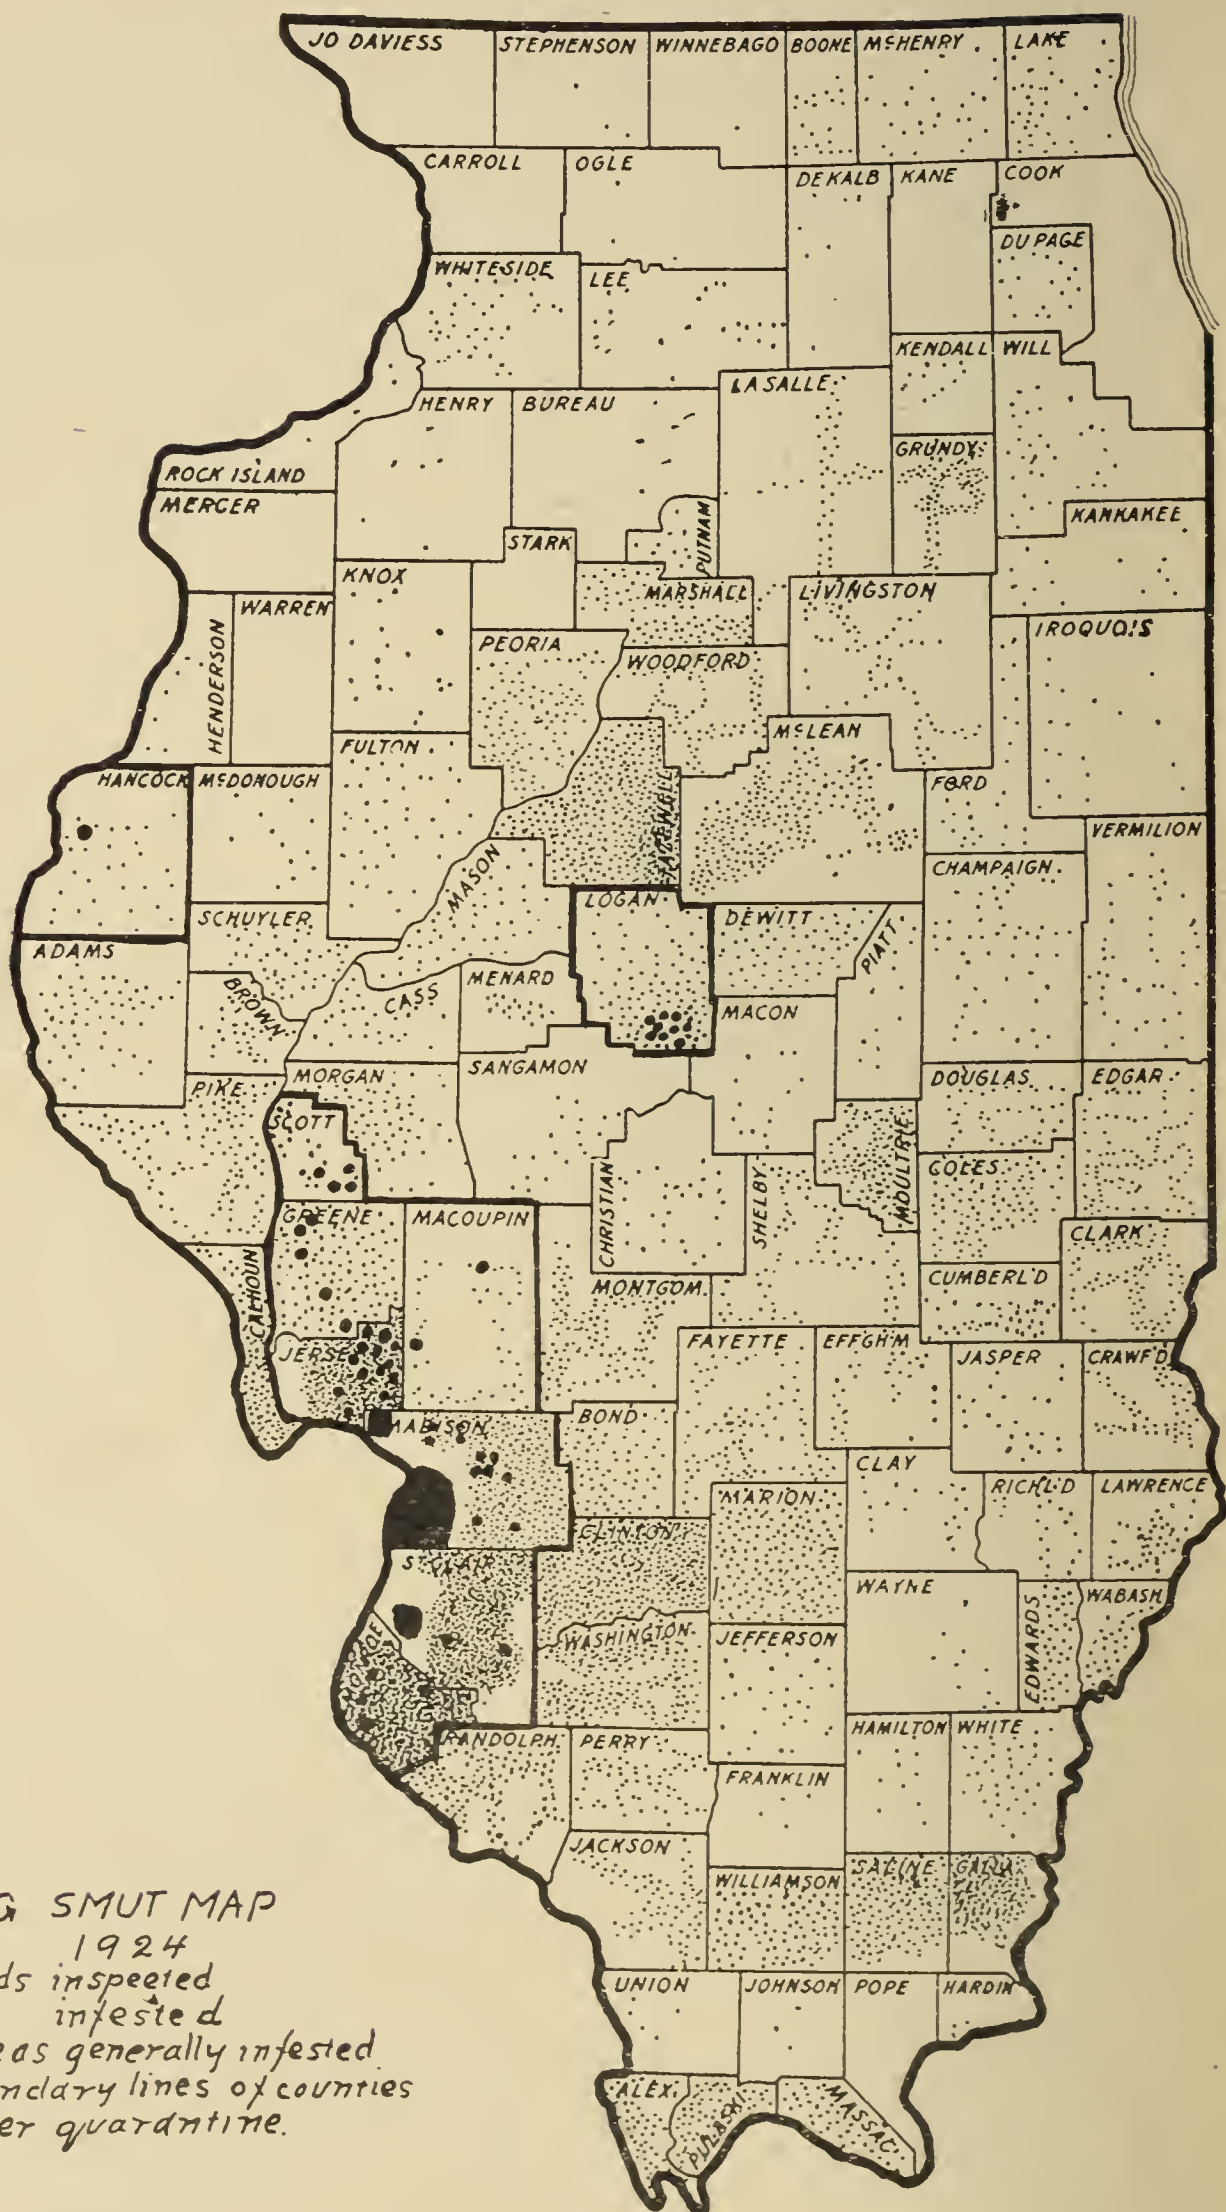 JO DAVIESS
STEPHENSON
WINNEBAGO
BOONE
McHENRY
LAKE
CARROLL
OGLE
DEKALB
KANE
COOK
DU PAGE
WHITESIDE
LEE
KENDALL
WILL
LA SALLE
HENRY
BUREAU
GRUNDY
ROCK ISLAND
MERCER
PUTNAM
KANKAKEE
STARK
KNOX
MARSHALL
LIVINGSTON
WARREN
HENDERSON
PEORIA
WOODFORD
IROQUOIS
FULTON
McLEAN
HANCOCK
McDONOUGH
TAZEWELL
FORD
VERMILION
MASON
CHAMPAIGN
LOGAN
SCHUYLER
DEWITT
PIATT
ADAMS
BROWN
CASS
MENARD
MACON
SANGAMON
PIKE
MORGAN
DOUGLAS
EDGAR
SCOTT
CHRISTIAN
SHELBY
MOULTRIE
COLES
GREENE
MACOUPIN
CLARK
CALHOUN
MONTGOM.
CUMBERL'D
JERSEY
FAYETTE
EFFGH'M
JASPER
CRAWF'D
MADISON
BOND
CLAY
RICHL'D
LAWRENCE
MARION
CLINTON
ST CLAIR
WAYNE
EDWARDS
WABASH
MONROE
WASHINGTON
JEFFERSON
RANDOLPH
PERRY
HAMILTON
WHITE
FRANKLIN
JACKSON
WILLIAMSON
SALINE
GALLA.
UNION
JOHNSON
POPE
HARDIN
ALEX.
PULASKI
MASSAC
G SMUT MAP
1924
ds inspected
infested
eas generally infested
ndary lines of counties
er quarantine.